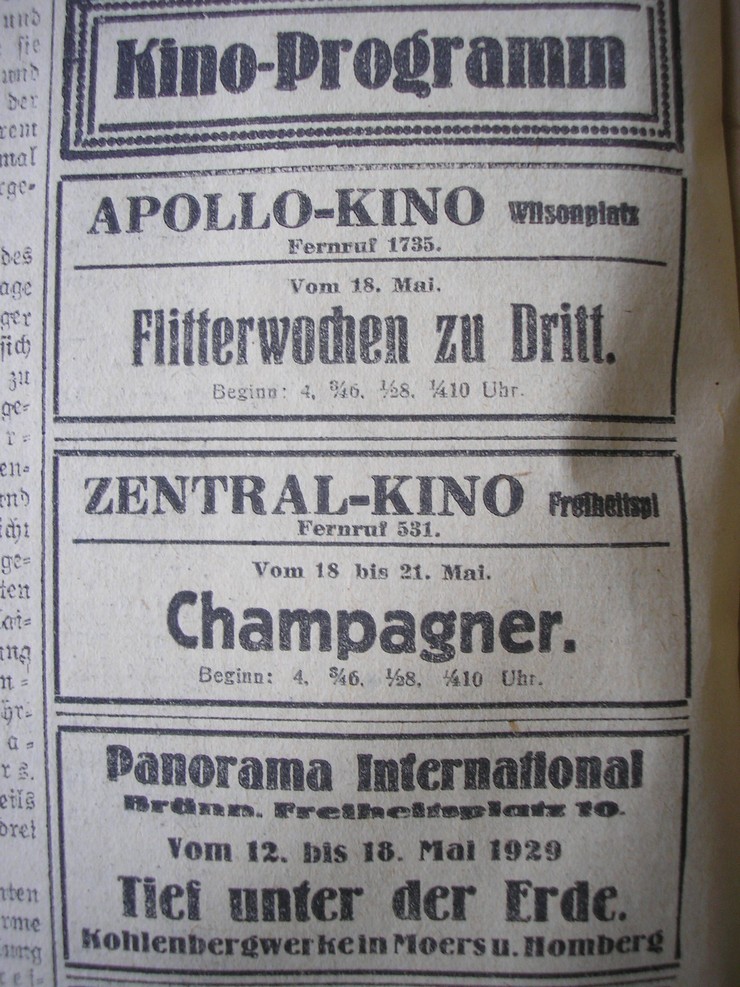 Kino-Programm
APOLLO-KINO Wilsonplatz
Fernruf 1735.
Vom 18. Mai.
Flitterwochen zu Dritt.
Beginn: 4, ¾6, ½8, ¼10 Uhr.
ZENTRAL-KINO Freiheitspl
Fernruf 531.
Vom 18 bis 21. Mai.
Champagner.
Beginn: 4, ¾6, ½8, ¼10 Uhr.
Panorama International
Brünn, Freiheitsplatz 10.
Vom 12. bis 18. Mai 1929
Tief unter der Erde.
Kohlenbergwerke in Moers u. Homberg